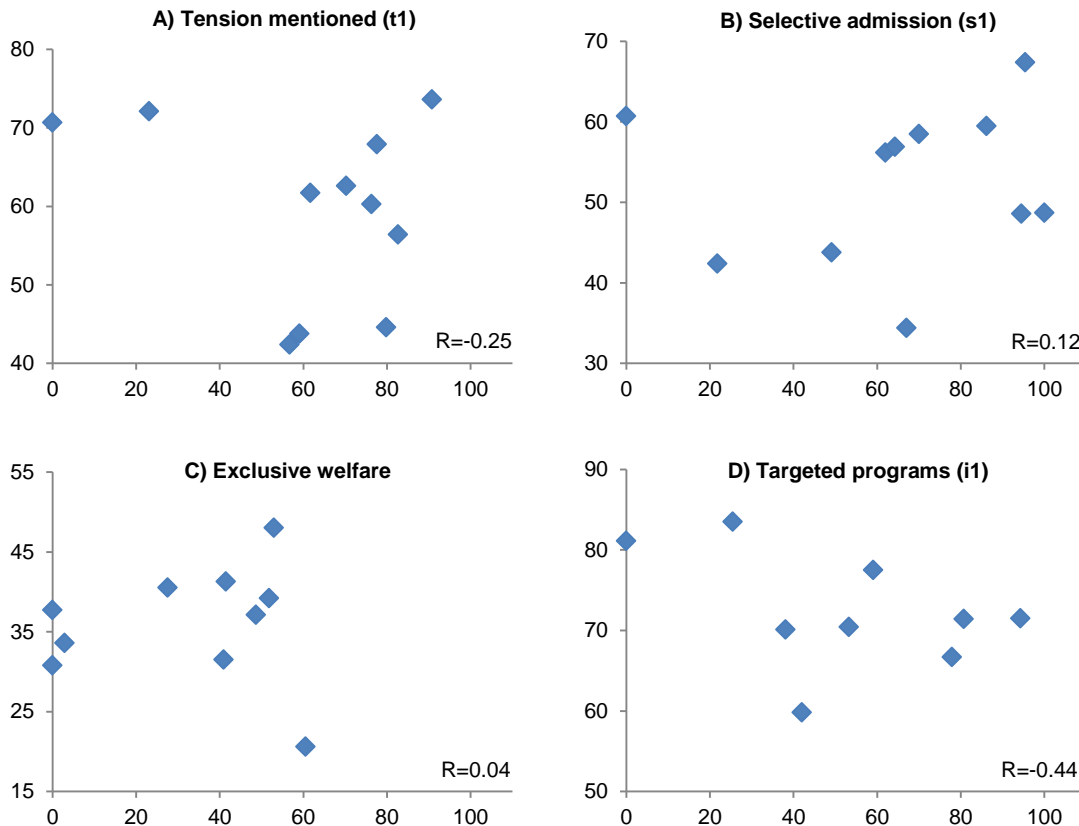 A) Tension mentioned (t1)
80
70
60
50
40
R=-0.25
0 20 40 60 80 100
B) Selective admission (s1)
70
60
50
40
30
R=0.12
0 20 40 60 80 100
C) Exclusive welfare
55
45
35
25
15
R=0.04
0 20 40 60 80 100
D) Targeted programs (i1)
90
80
70
60
50
R=-0.44
0 20 40 60 80 100